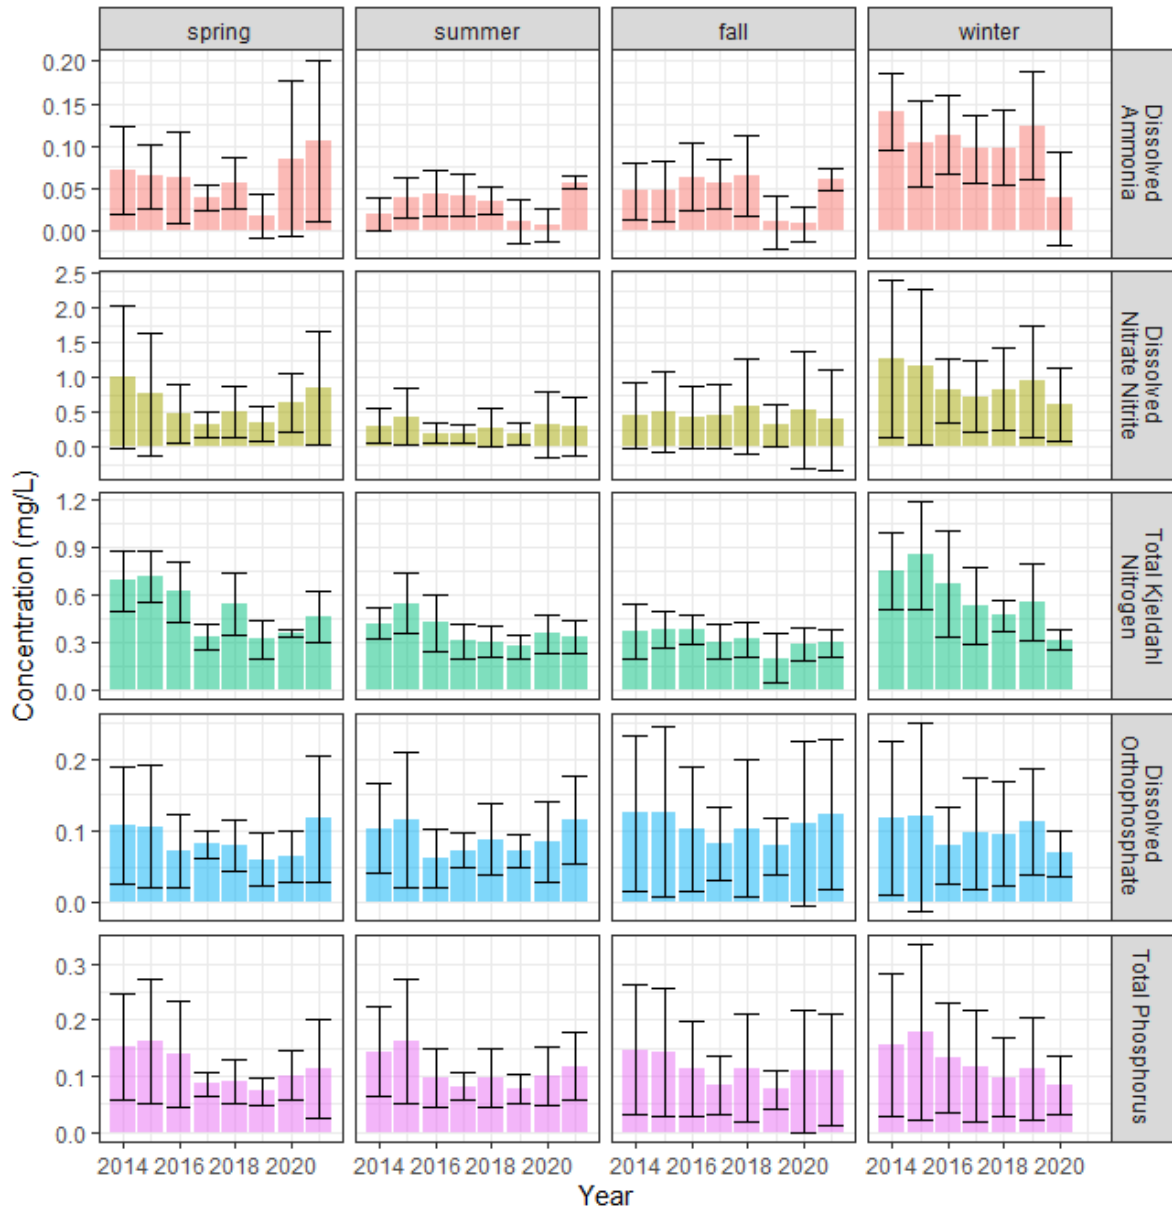 spring summer fall winter
0.20
0.15
0.10
0.05
0.00
Dissolved
Ammonia
2.5
2.0
1.5
1.0
0.5
0.0
Dissolved
Nitrate Nitrite
1.2
0.9
0.6
0.3
0.0
Total Kjeldahl
Nitrogen
0.2
0.1
0.0
Dissolved
Orthophosphate
0.3
0.2
0.1
0.0
Total Phosphorus
Concentration (mg/L)
2014 2016 2018 2020 2014 2016 2018 2020 2014 2016 2018 2020 2014 2016 2018 2020
Year